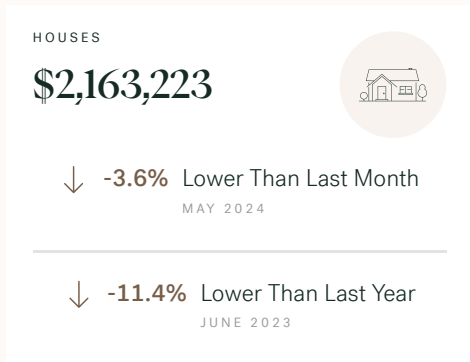 HOUSES
$2,163,223
-3.6% Lower Than Last Month
MAY 2024
-11.4% Lower Than Last Year
JUNE 2023